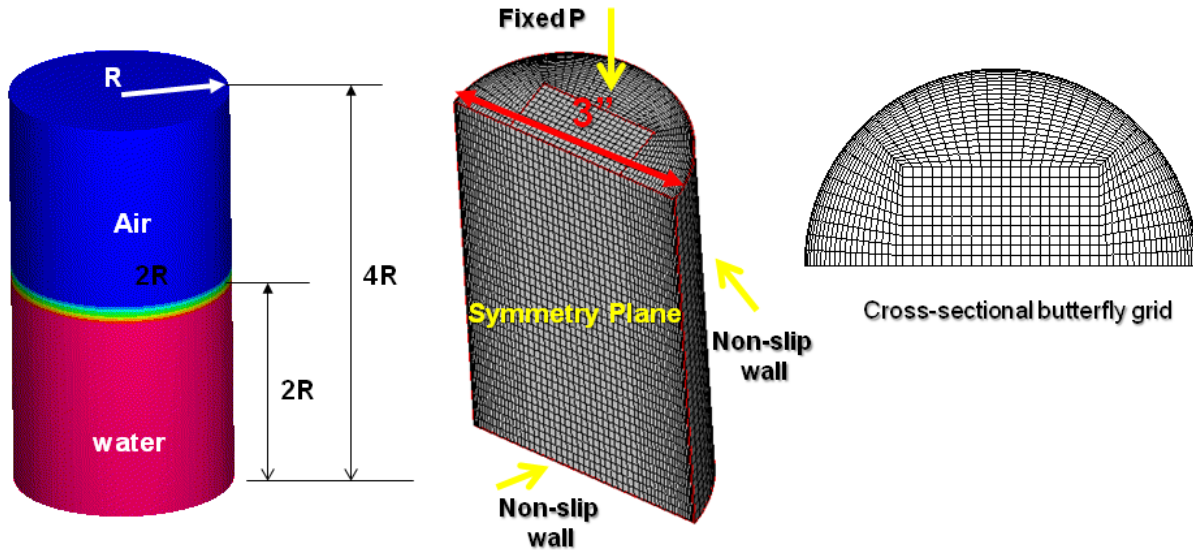 R
Air
2R
water
4R
2R
Fixed P
3”
Symmetry Plane
Non-slip
wall
Non-slip
wall
Cross-sectional butterfly grid